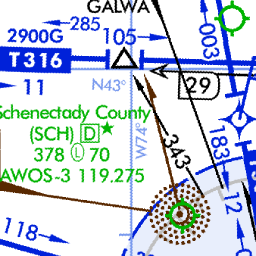 GALWA
285
2900G
105
003
T316
11
29
N43°
Schenectady County
(SCH) D
378 L 70
AWOS-3 119.275
W74°
343
183
12
118